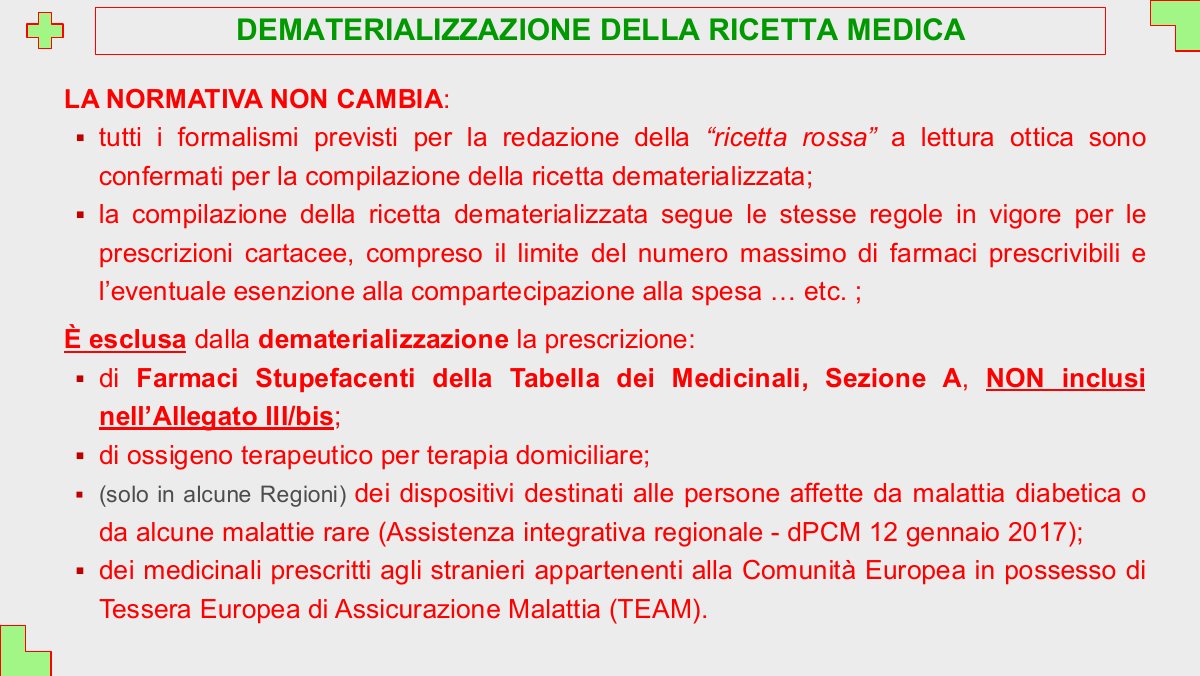 DEMATERIALIZZAZIONE DELLA RICETTA MEDICA
LA NORMATIVA NON CAMBIA:
▪ tutti i formalismi previsti per la redazione della “ricetta rossa” a lettura ottica sono
confermati per la compilazione della ricetta dematerializzata;
▪ la compilazione della ricetta dematerializzata segue le stesse regole in vigore per le
prescrizioni cartacee, compreso il limite del numero massimo di farmaci prescrivibili e
l’eventuale esenzione alla compartecipazione alla spesa … etc. ;
È esclusa dalla dematerializzazione la prescrizione:
▪ di Farmaci Stupefacenti della Tabella dei Medicinali, Sezione A, NON inclusi
nell’Allegato III/bis;
▪ di ossigeno terapeutico per terapia domiciliare;
▪ (solo in alcune Regioni) dei dispositivi destinati alle persone affette da malattia diabetica o
da alcune malattie rare (Assistenza integrativa regionale - dPCM 12 gennaio 2017);
▪ dei medicinali prescritti agli stranieri appartenenti alla Comunità Europea in possesso di
Tessera Europea di Assicurazione Malattia (TEAM).